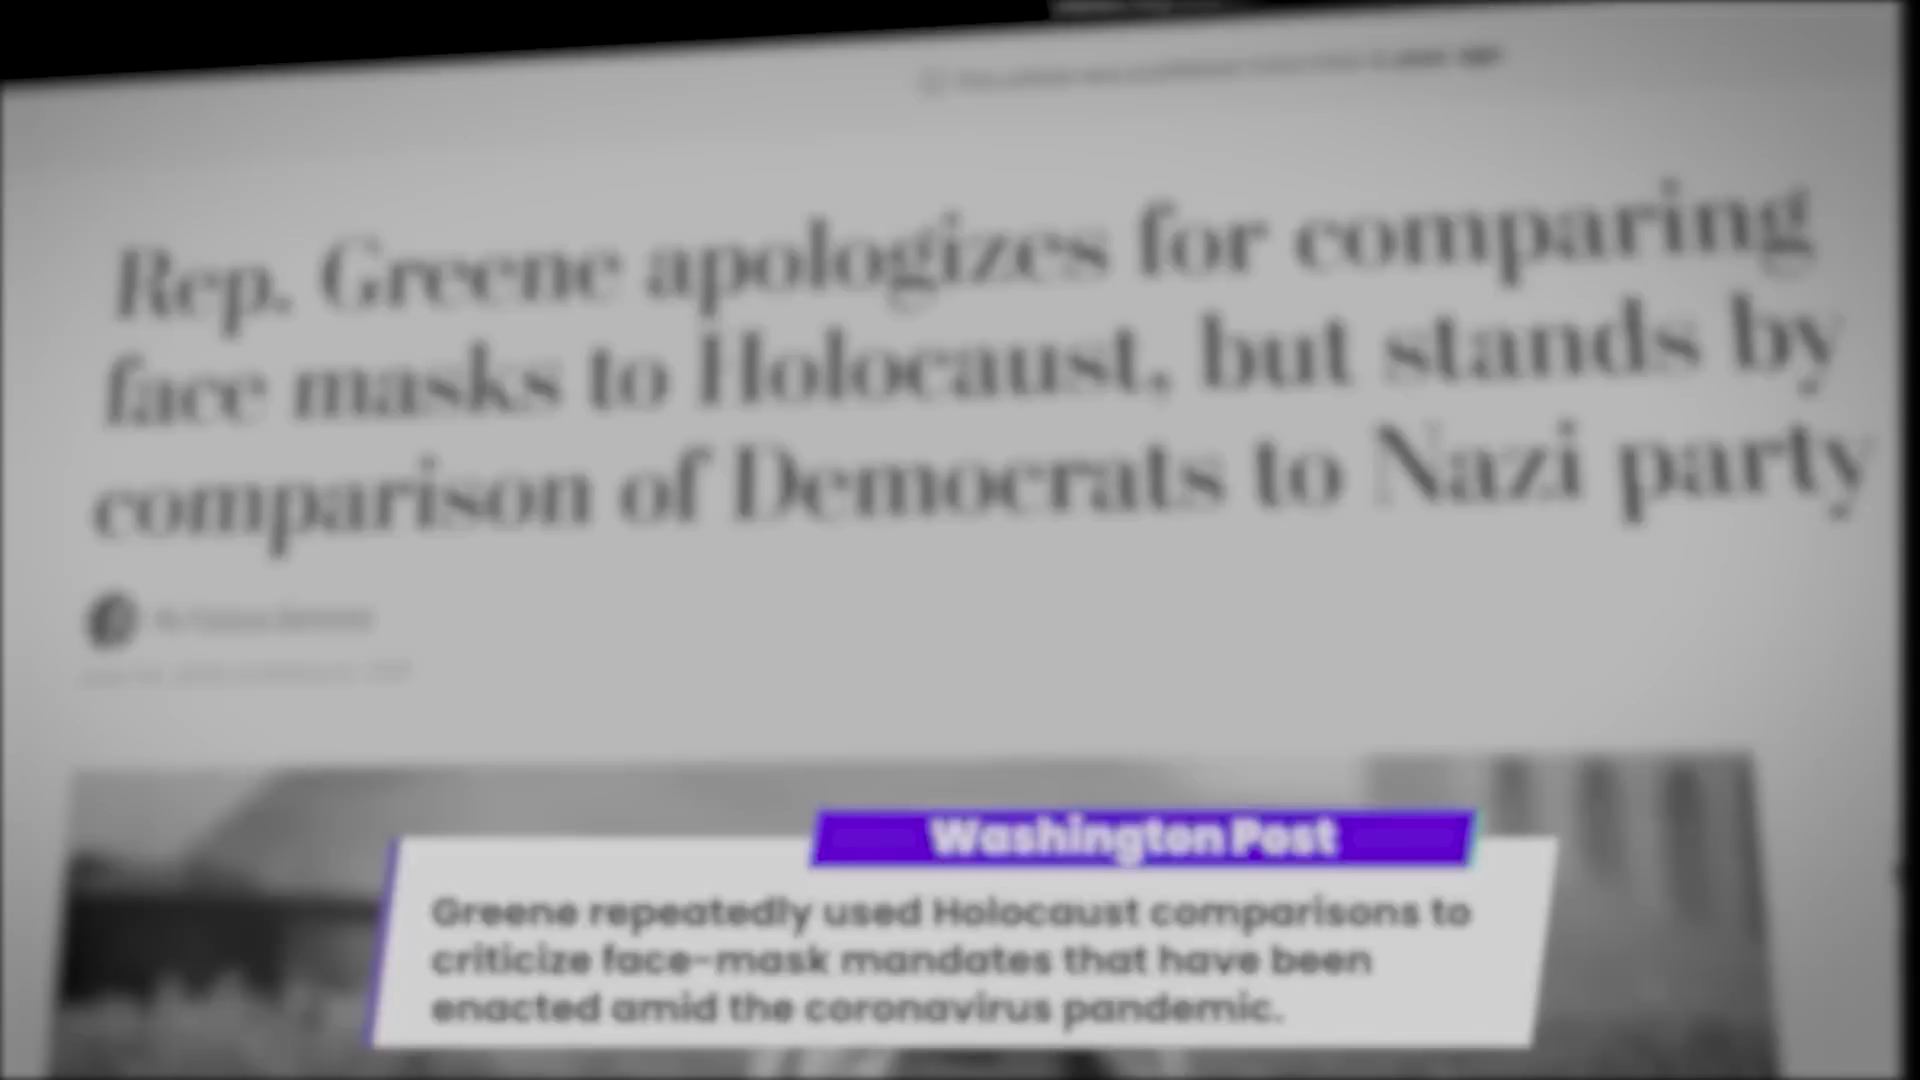 year ago
Rep. Greene apologizes for comparing
face masks to Holocaust, but stands by
comparison of Democrats to Nazi party
Washington Post
Greene repeatedly used Holocaust comparisons to
criticize face-mask mandates that have been
enacted amid the coronavirus pandemic.